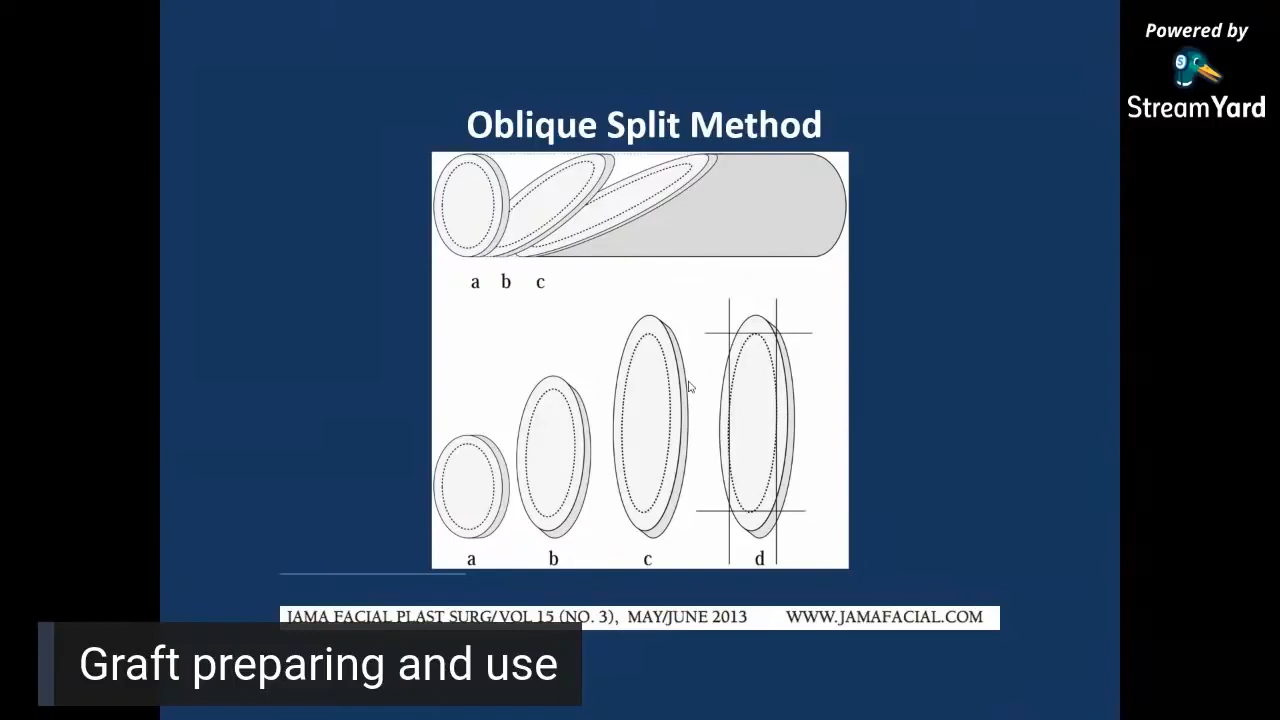 Powered by
StreamYard
Oblique Split Method
a b c
a b c d
JAMA FACIAL PLAST SURG/VOL 15 (NO. 3), MAY/JUNE 2013 WWW.JAMAFACIAL.COM
Graft preparing and use